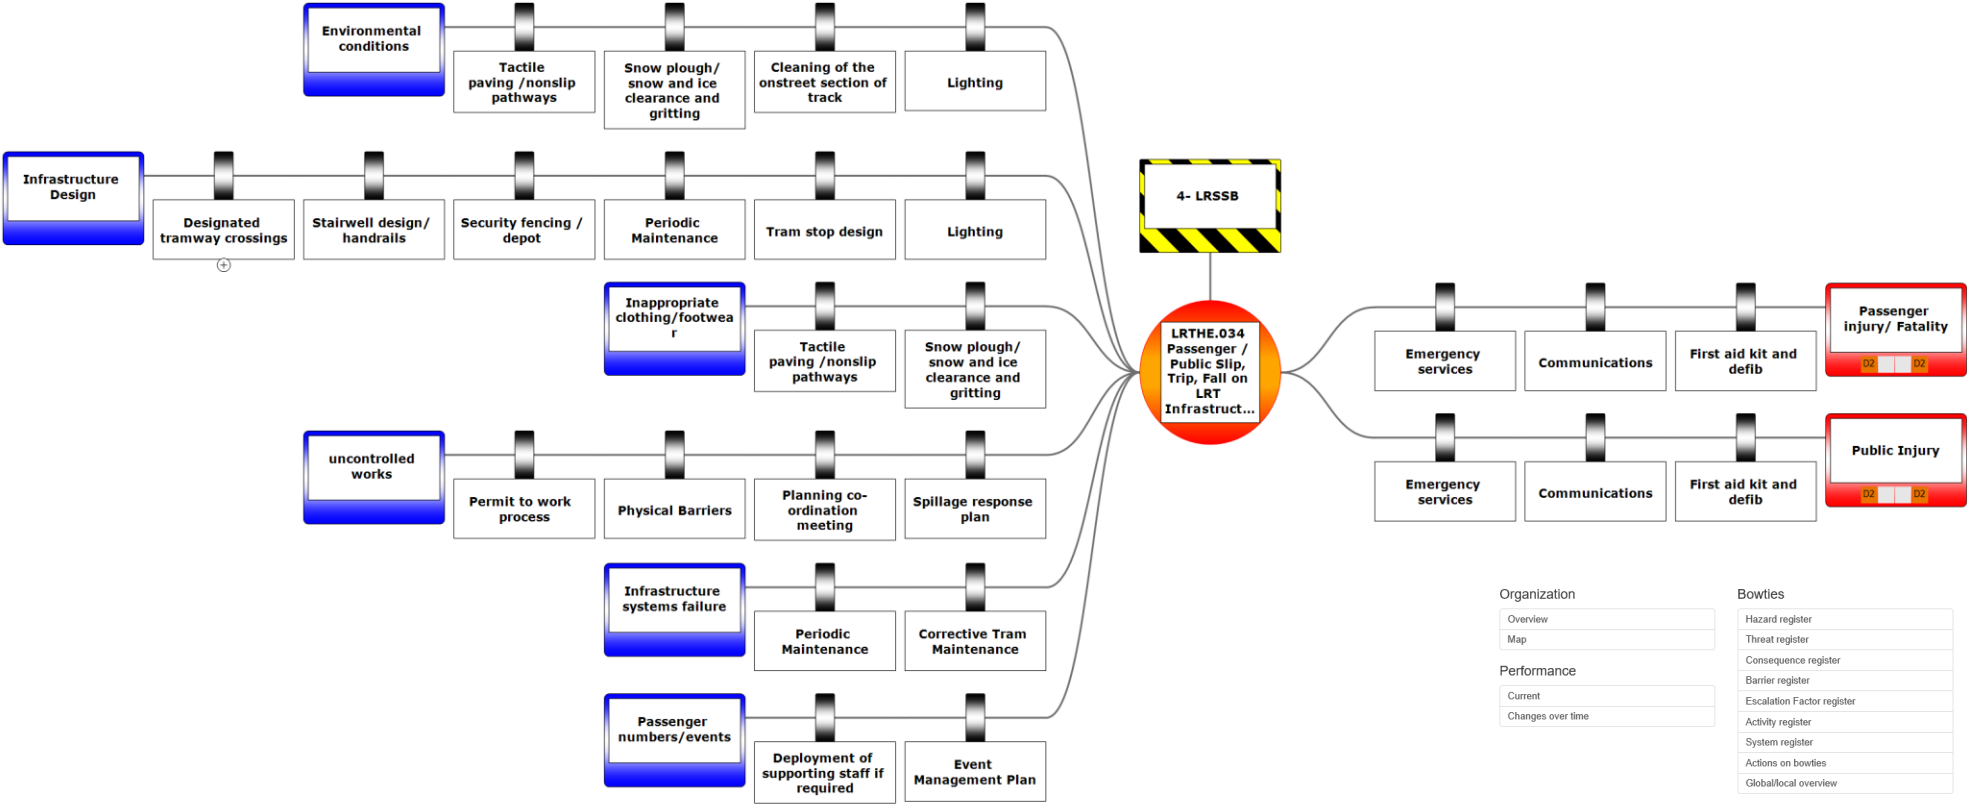 Environmental
conditions
Tactile
paving /nonslip
pathways
Snow plough/
snow and ice
clearance and
gritting
Cleaning of the
onstreet section of
track
Lighting
Infrastructure
Design
Designated
tramway crossings
Stairwell design/
handrails
Security fencing /
depot
Periodic
Maintenance
Tram stop design
Lighting
4- LRSSB
Inappropriate
clothing/footwea
r
Tactile
paving /nonslip
pathways
Snow plough/
snow and ice
clearance and
gritting
LRTHE.034
Passenger /
Public Slip,
Trip, Fall on
LRT
Infrastruct...
Emergency
services
Communications
First aid kit and
defib
Passenger
injury/ Fatality
D2 D2
uncontrolled
works
Permit to work
process
Physical Barriers
Planning co-
ordination
meeting
Spillage response
plan
Emergency
services
Communications
First aid kit and
defib
Public Injury
D2 D2
Infrastructure
systems failure
Periodic
Maintenance
Corrective Tram
Maintenance
Passenger
numbers/events
Deployment of
supporting staff if
required
Event
Management Plan
Organization
Overview
Map
Performance
Current
Changes over time
Bowties
Hazard register
Threat register
Consequence register
Barrier register
Escalation Factor register
Activity register
System register
Actions on bowties
Global/local overview